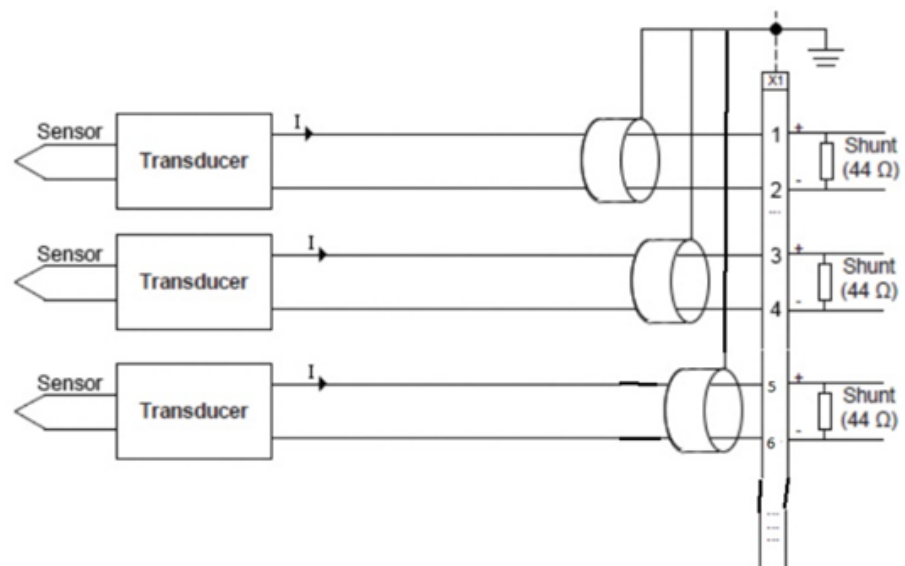 X1
Sensor
Transducer
I
1
+
Shunt
(44 Ω)
2
-
---
Sensor
Transducer
I
3
+
Shunt
(44 Ω)
4
-
Sensor
Transducer
I
5
+
Shunt
(44 Ω)
6
-
---
---
---